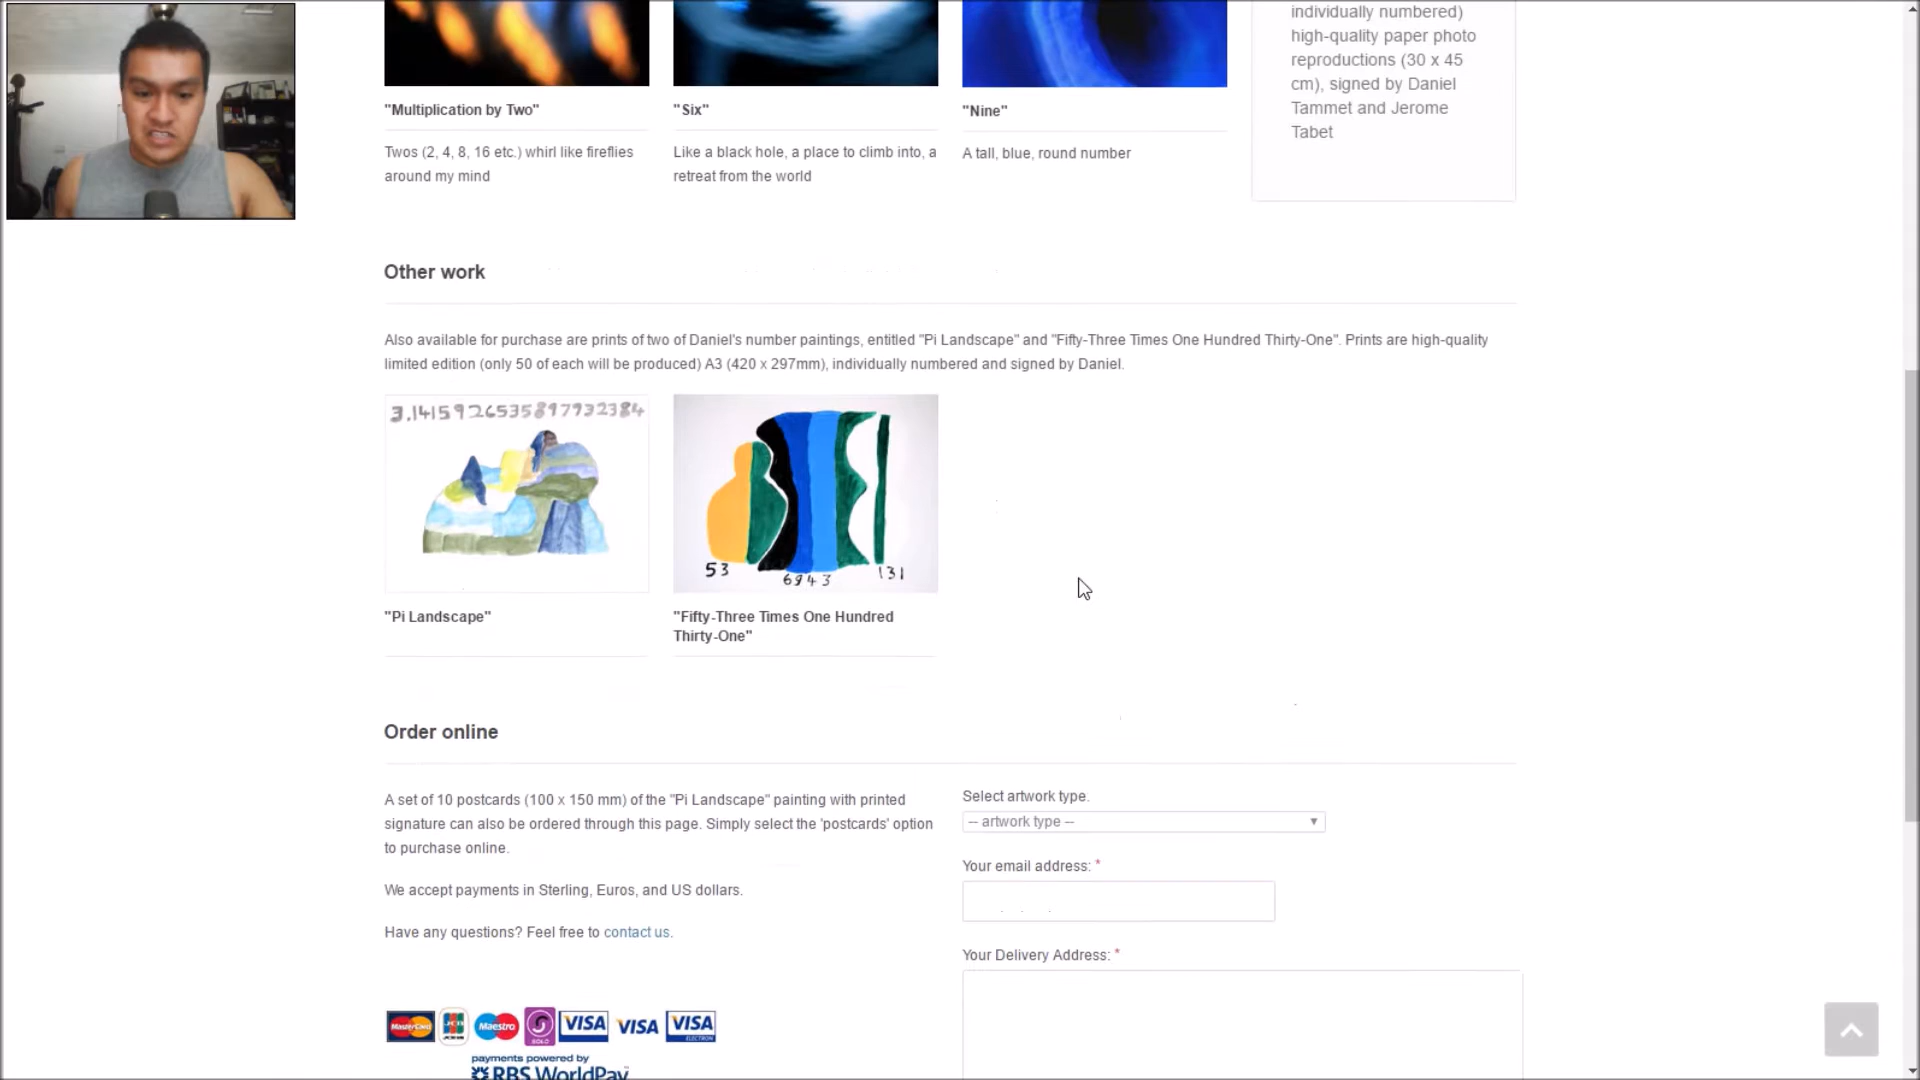 individually numbered)
high-quality paper photo
reproductions (30 x 45
cm), signed by Daniel
Tammet and Jerome
Tabet
"Multiplication by Two"
Twos (2, 4, 8, 16 etc.) whirl like fireflies
around my mind
"Six"
Like a black hole, a place to climb into, a
retreat from the world
"Nine"
A tall, blue, round number
Other work
Also available for purchase are prints of two of Daniel's number paintings, entitled "Pi Landscape" and "Fifty-Three Times One Hundred Thirty-One". Prints are high-quality
limited edition (only 50 of each will be produced) A3 (420 x 297mm), individually numbered and signed by Daniel.
3.1415926535897932384
53
6943
131
"Pi Landscape"
"Fifty-Three Times One Hundred
Thirty-One"
Order online
A set of 10 postcards (100 x 150 mm) of the "Pi Landscape" painting with printed
signature can also be ordered through this page. Simply select the 'postcards' option
to purchase online.
We accept payments in Sterling, Euros, and US dollars.
Have any questions? Feel free to contact us.
MasterCard
JCB
Maestro
SOLO
VISA
VISA
VISA
ELECTRON
payments powered by
RBS WorldPay
Select artwork type.
-- artwork type --
Your email address: *
Your Delivery Address: *